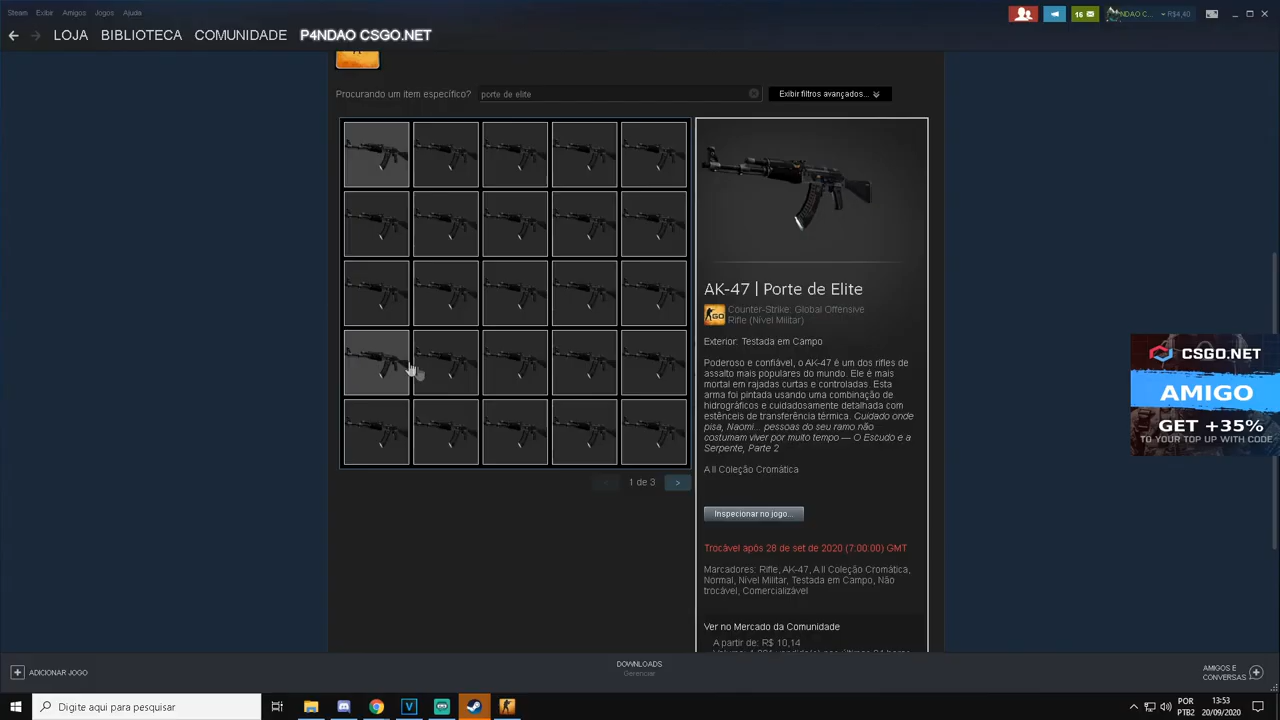 Steam Exibir Amigos Jogos Ajuda
16
P4NDAO C... R$4,40
LOJA BIBLIOTECA COMUNIDADE P4NDAO CSGO.NET
Procurando um item específico? porte de elite Exibir filtros avançados...
AK-47 | Porte de Elite
GO
Counter-Strike: Global Offensive
Rifle (Nível Militar)
Exterior: Testada em Campo
Poderoso e confiável, o AK-47 é um dos rifles de
assalto mais populares do mundo. Ele é mais
mortal em rajadas curtas e controladas. Esta
arma foi pintada usando uma combinação de
hidrográficos e cuidadosamente detalhada com
estênceis de transferência térmica. Cuidado onde
pisa, Naomi... pessoas do seu ramo não
costumam viver por muito tempo — O Escudo e a
Serpente, Parte 2
A II Coleção Cromática
< 1 de 3 >
Inspecionar no jogo...
Trocável após 28 de set de 2020 (7:00:00) GMT
Marcadores: Rifle, AK-47, A II Coleção Cromática,
Normal, Nível Militar, Testada em Campo, Não
trocável, Comercializável
Ver no Mercado da Comunidade
A partir de: R$ 10,14
CSGO.NET
AMIGO
GET +35%
TO YOUR TOP UP WITH CODE
ADICIONAR JOGO
DOWNLOADS
Gerenciar
AMIGOS E
CONVERSAS
Digite aqui para pesquisar
POR
PTB2
13:53
20/09/2020